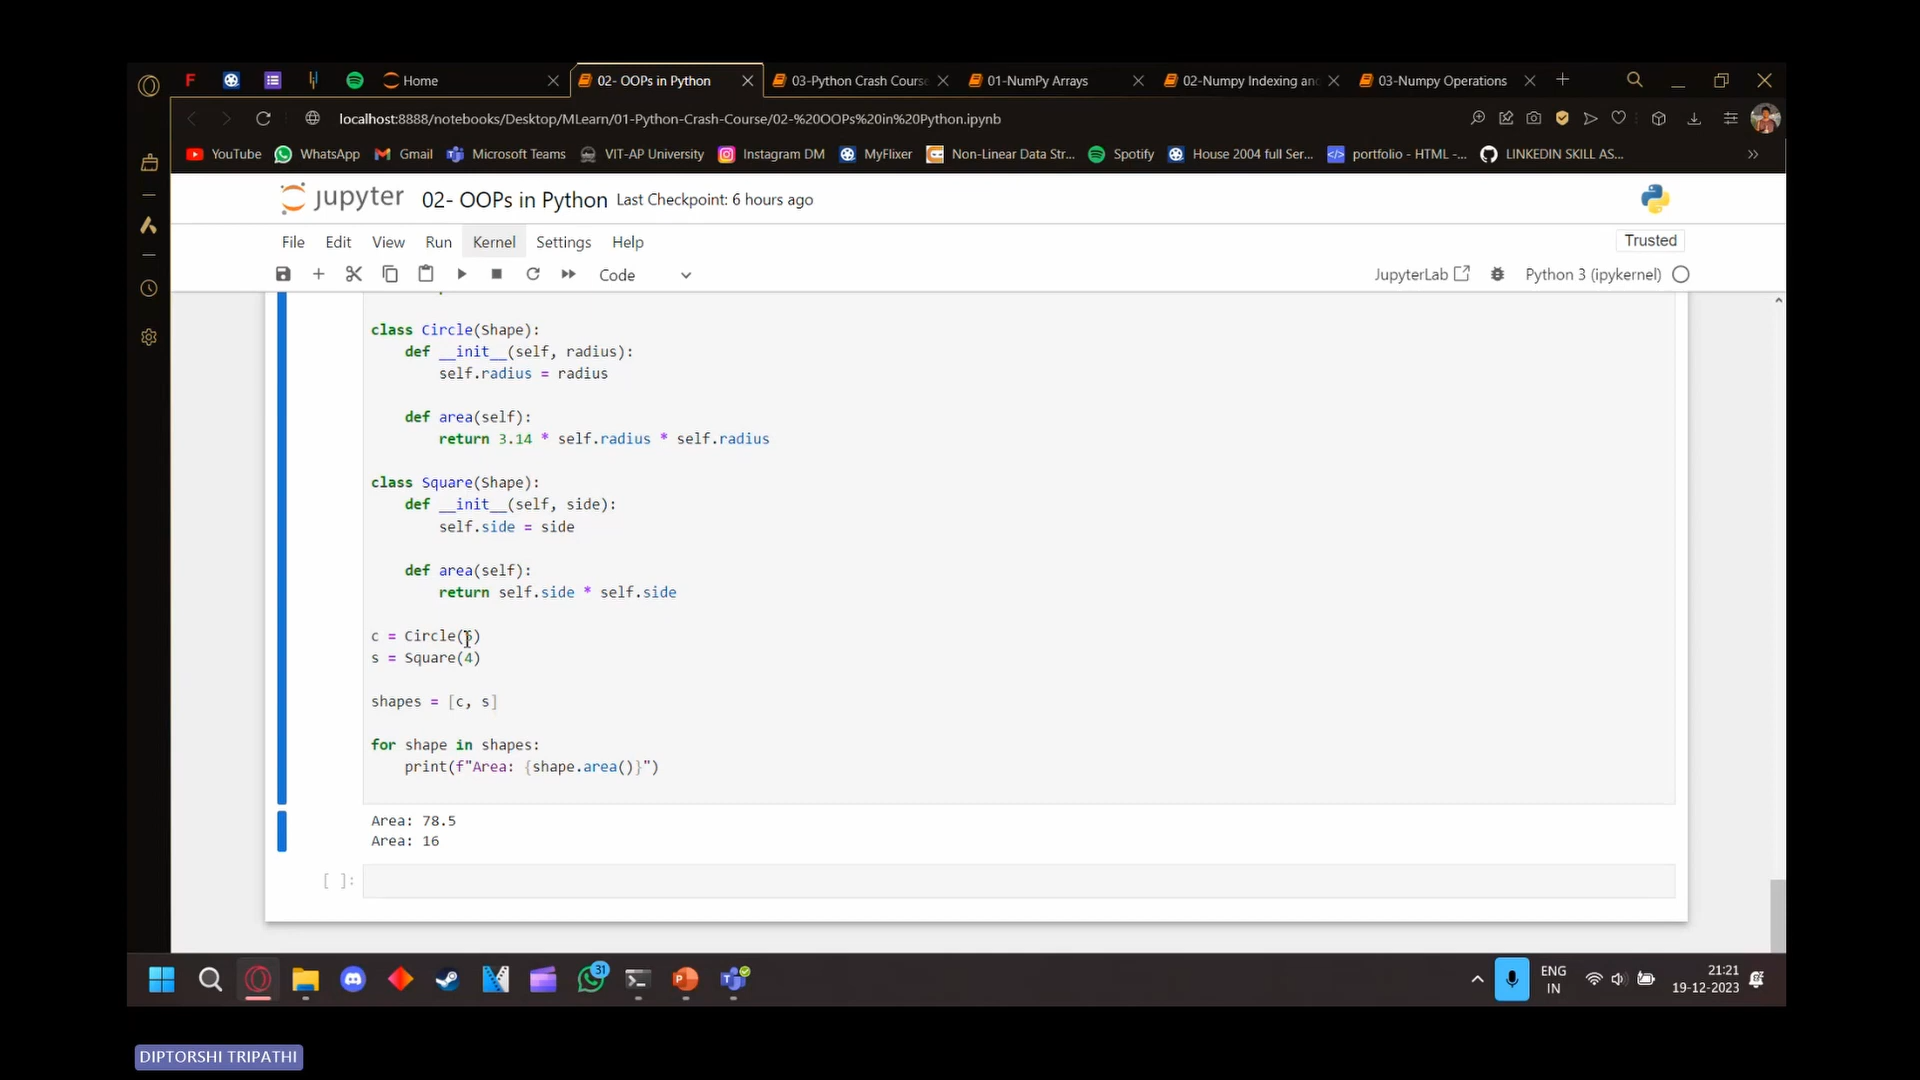 F
Home
02- OOPs in Python
03-Python Crash Course
01-NumPy Arrays
02-Numpy Indexing an
03-Numpy Operations
localhost:8888/notebooks/Desktop/MLearn/01-Python-Crash-Course/02-%20OOPs%20in%20Python.ipynb
YouTube
WhatsApp
Gmail
Microsoft Teams
VIT-AP University
Instagram DM
MyFlixer
Non-Linear Data Str...
Spotify
House 2004 full Ser...
portfolio - HTML -...
LINKEDIN SKILL AS...
jupyter 02- OOPs in Python Last Checkpoint: 6 hours ago
File Edit View Run Kernel Settings Help
Trusted
Code
JupyterLab
Python 3 (ipykernel)
class Circle(Shape):
def __init__(self, radius):
self.radius = radius
def area(self):
return 3.14 * self.radius * self.radius
class Square(Shape):
def __init__(self, side):
self.side = side
def area(self):
return self.side * self.side
c = Circle(5)
s = Square(4)
shapes = [c, s]
for shape in shapes:
print(f"Area: {shape.area()}")
Area: 78.5
Area: 16
[ ]:
31
ENG
IN
21:21
19-12-2023
DIPTORSHI TRIPATHI